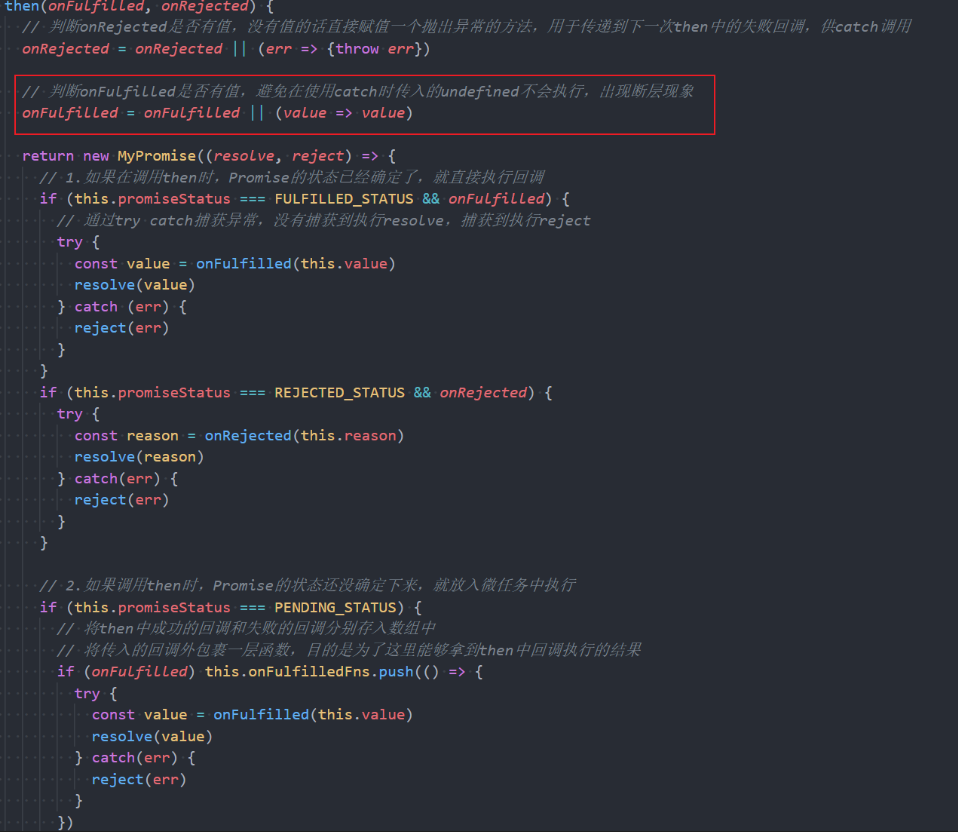 then(onFulfilled, onRejected) {
// 判断onRejected是否有值，没有值的话直接赋值一个抛出异常的方法，用于传递到下一次then中的失败回调，供catch调用
onRejected = onRejected || (err => {throw err})
// 判断onFulfilled是否有值，避免在使用catch时传入的undefined不会执行，出现断层现象
onFulfilled = onFulfilled || (value => value)
return new MyPromise((resolve, reject) => {
// 1.如果在调用then时，Promise的状态已经确定了，就直接执行回调
if (this.promiseStatus === FULFILLED_STATUS && onFulfilled) {
// 通过try catch捕获异常，没有捕获到执行resolve，捕获到执行reject
try {
const value = onFulfilled(this.value)
resolve(value)
} catch (err) {
reject(err)
}
}
if (this.promiseStatus === REJECTED_STATUS && onRejected) {
try {
const reason = onRejected(this.reason)
resolve(reason)
} catch(err) {
reject(err)
}
}
// 2.如果调用then时，Promise的状态还没确定下来，就放入微任务中执行
if (this.promiseStatus === PENDING_STATUS) {
// 将then中成功的回调和失败的回调分别存入数组中
// 将传入的回调外包裹一层函数，目的是为了这里能够拿到then中回调执行的结果
if (onFulfilled) this.onFulfilledFns.push(() => {
try {
const value = onFulfilled(this.value)
resolve(value)
} catch(err) {
reject(err)
}
})